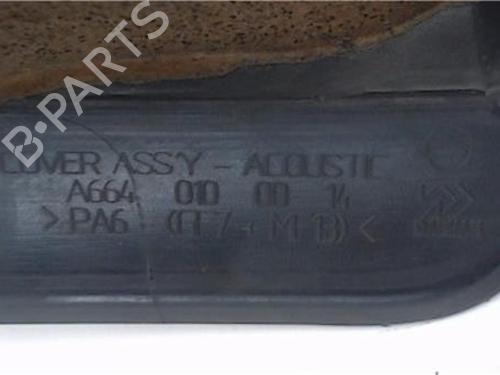 COVER ASS'Y - ACOUSTIC
A664 010 00 14
>PA6 - M
B-PARTS